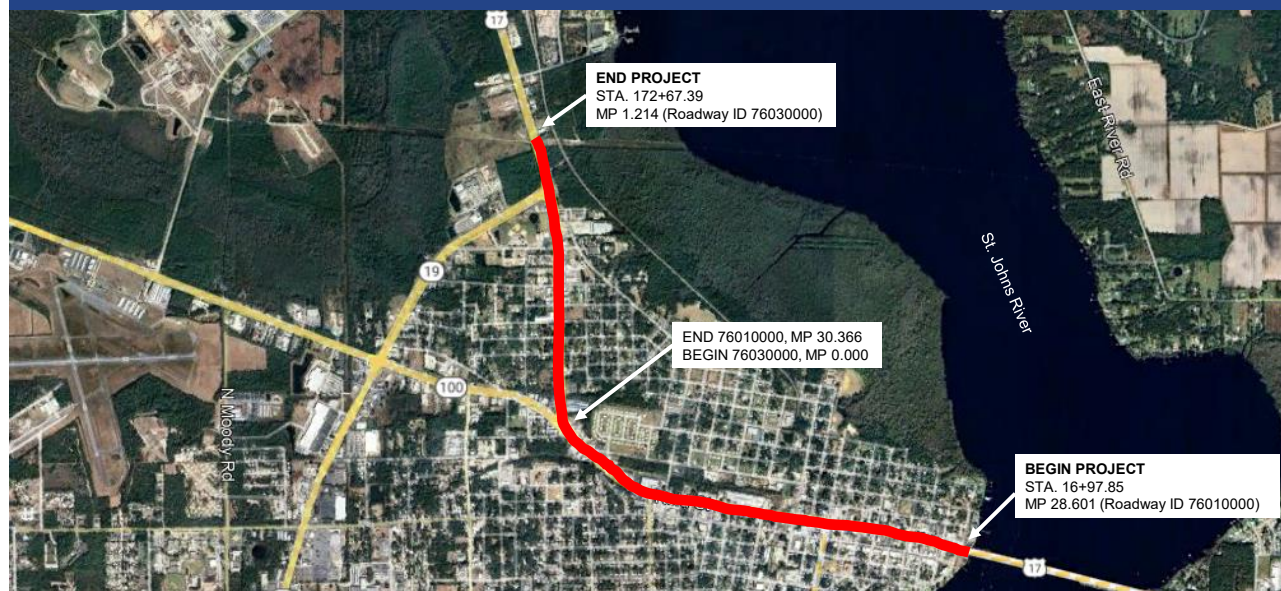 17
END PROJECT
STA. 172+67.39
MP 1.214 (Roadway ID 76030000)
East River Rd
St. Johns River
19
END 76010000, MP 30.366
BEGIN 76030000, MP 0.000
100
N Moody Rd
BEGIN PROJECT
STA. 16+97.85
MP 28.601 (Roadway ID 76010000)
17